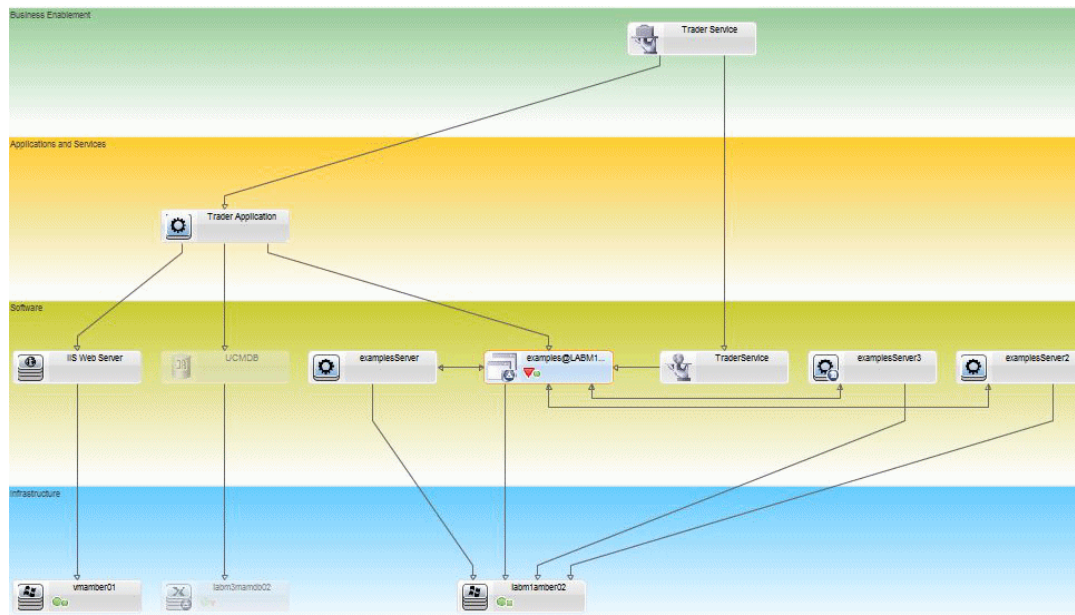 Business Enablement
Trader Service
Applications and Services
Trader Application
Software
IIS Web Server
UCMDB
examplesServer
examples@LABM1...
TraderService
examplesServer3
examplesServer2
Infrastructure
vmamber01
labm3mamdb02
labm1amber02